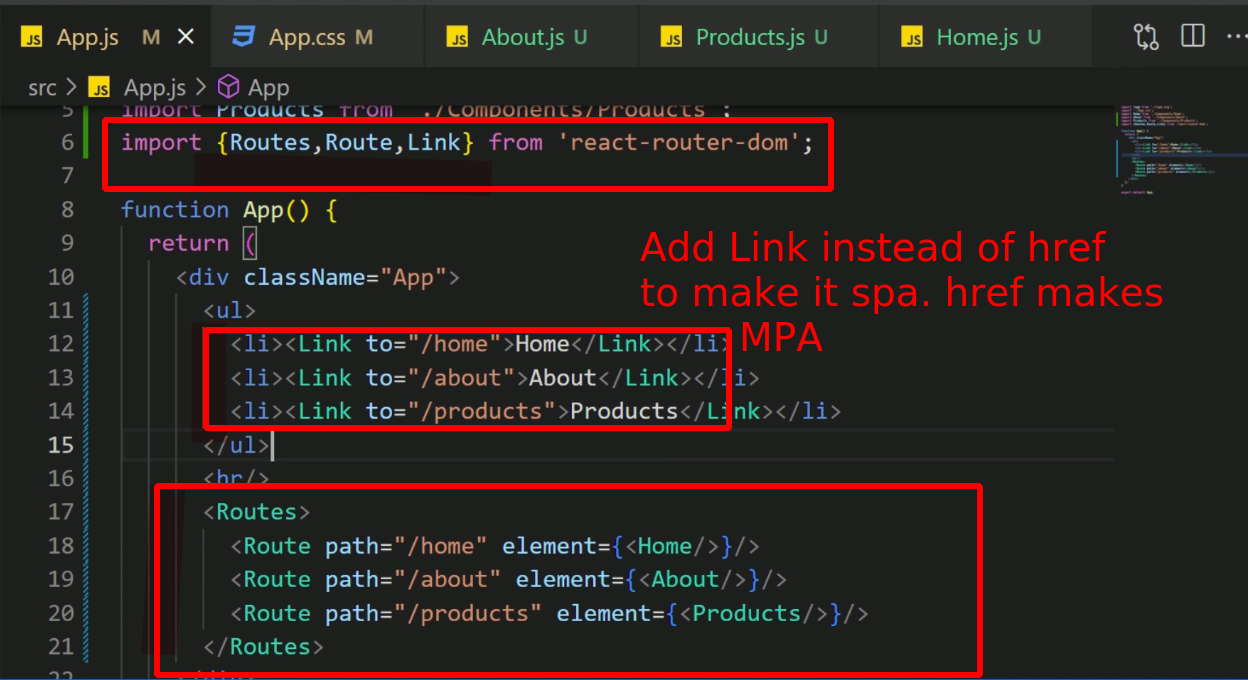 JS App.js M
App.css M
JS About.js U
JS Products.js U
JS Home.js U
src > JS App.js > App
5 import Products from './Components/Products';
6 import {Routes,Route,Link} from 'react-router-dom';
7
8 function App() {
9 return (
10 <div className="App">
11 <ul>
12 <li><Link to="/home">Home</Link></li>
13 <li><Link to="/about">About</Link></li>
14 <li><Link to="/products">Products</Link></li>
15 </ul>
16 <hr/>
17 <Routes>
18 <Route path="/home" element={<Home/>}/>
19 <Route path="/about" element={<About/>}/>
20 <Route path="/products" element={<Products/>}/>
21 </Routes>
22 </div>
Add Link instead of href
to make it spa. href makes
MPA